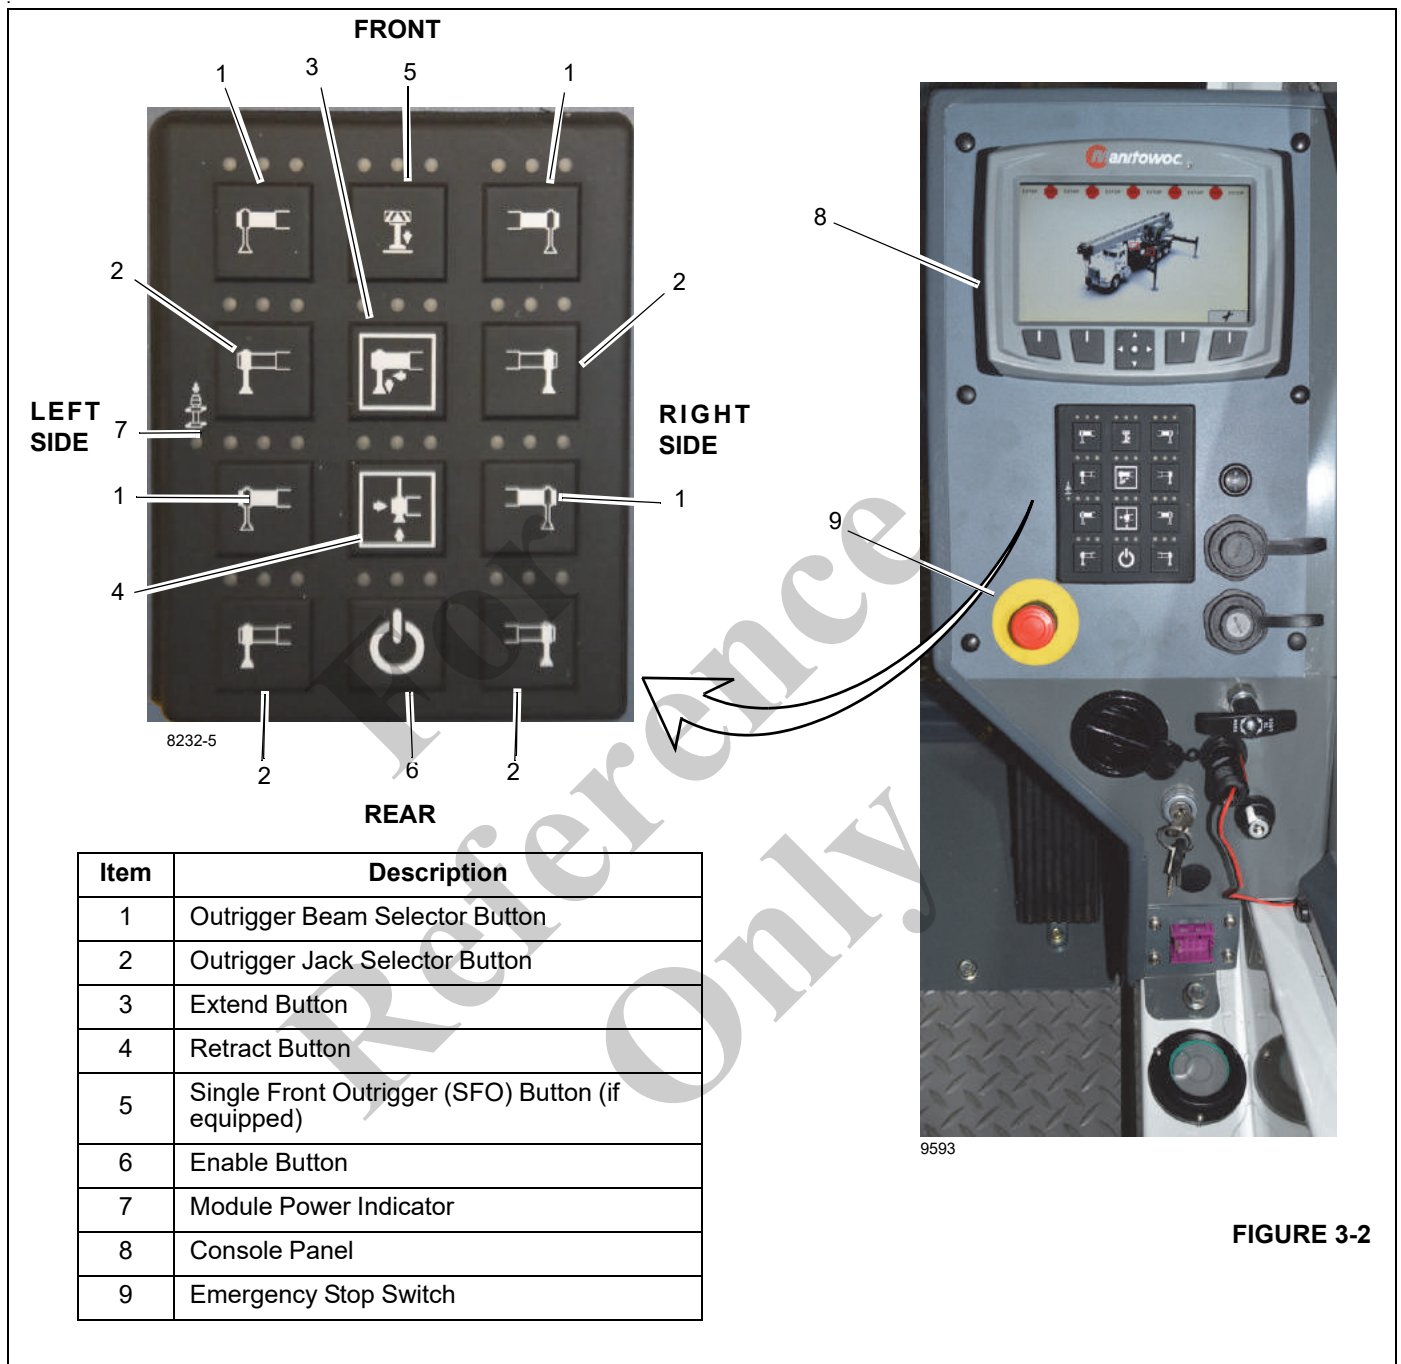 FRONT
1
3
5
1
2
2
LEFT
SIDE
7
RIGHT
SIDE
1
1
4
8232-5
2
6
2
REAR
Item Description
1 Outrigger Beam Selector Button
2 Outrigger Jack Selector Button
3 Extend Button
4 Retract Button
5 Single Front Outrigger (SFO) Button (if
equipped)
6 Enable Button
7 Module Power Indicator
8 Console Panel
9 Emergency Stop Switch
8
9
Manitowoc
9593
FIGURE 3-2
For
Reference
Only